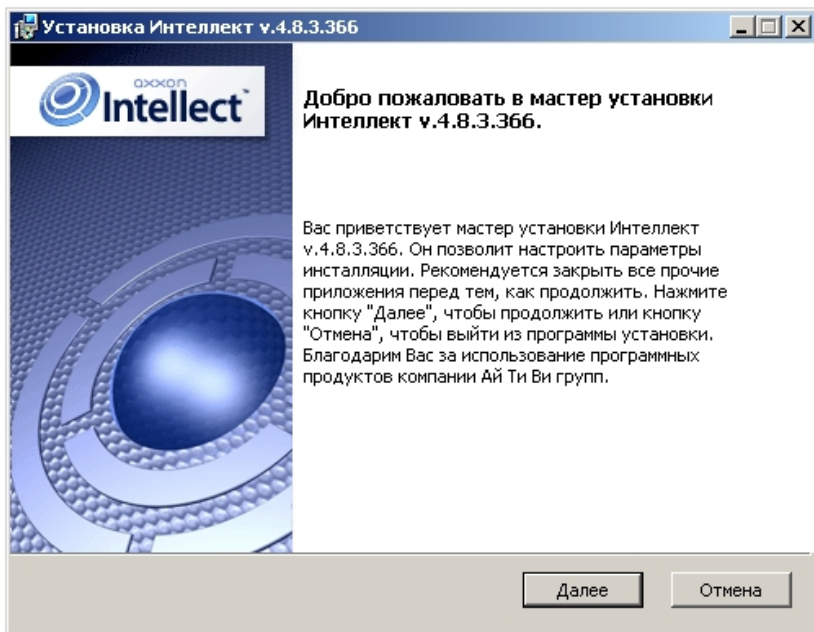 Установка Интеллект v.4.8.3.366
axxon
Intellect
Добро пожаловать в мастер установки
Интеллект v.4.8.3.366.
Вас приветствует мастер установки Интеллект
v.4.8.3.366. Он позволит настроить параметры
инсталляции. Рекомендуется закрыть все прочие
приложения перед тем, как продолжить. Нажмите
кнопку "Далее", чтобы продолжить или кнопку
"Отмена", чтобы выйти из программы установки.
Благодарим Вас за использование программных
продуктов компании Ай Ти Ви групп.
Далее
Отмена